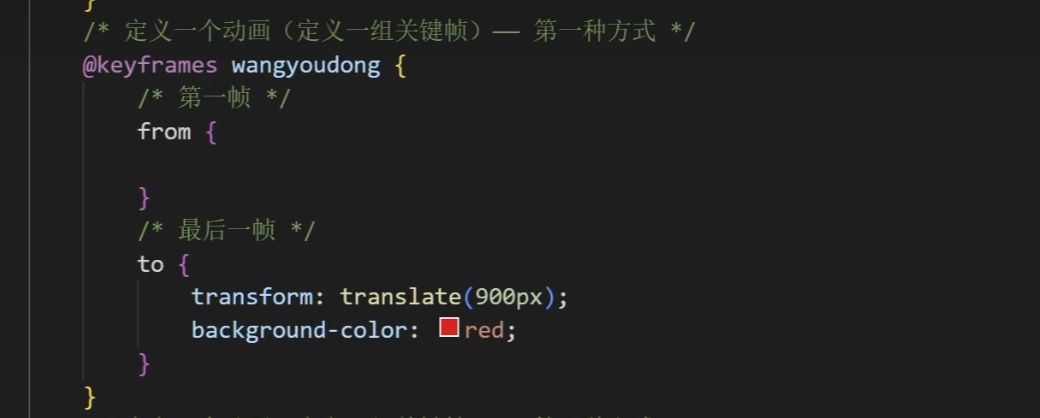 }
/* 定义一个动画（定义一组关键帧）—— 第一种方式 */
@keyframes wangyoudong {
/* 第一帧 */
from {
}
/* 最后一帧 */
to {
transform: translate(900px);
background-color: red;
}
}